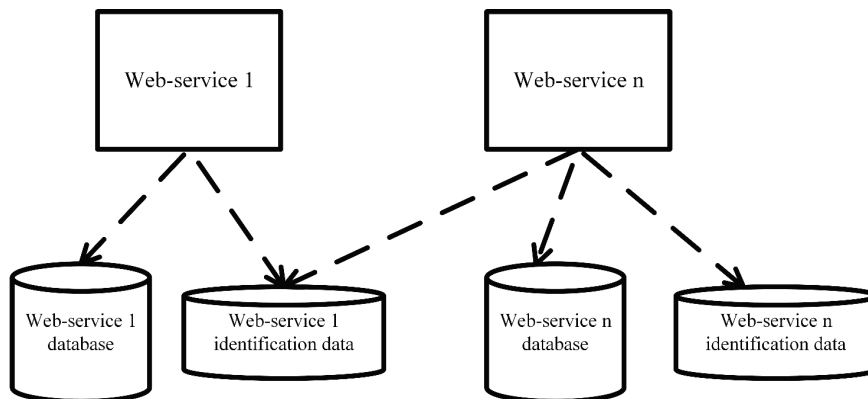 Web-service 1
Web-service n
Web-service 1
database
Web-service 1
identification data
Web-service n
database
Web-service n
identification data